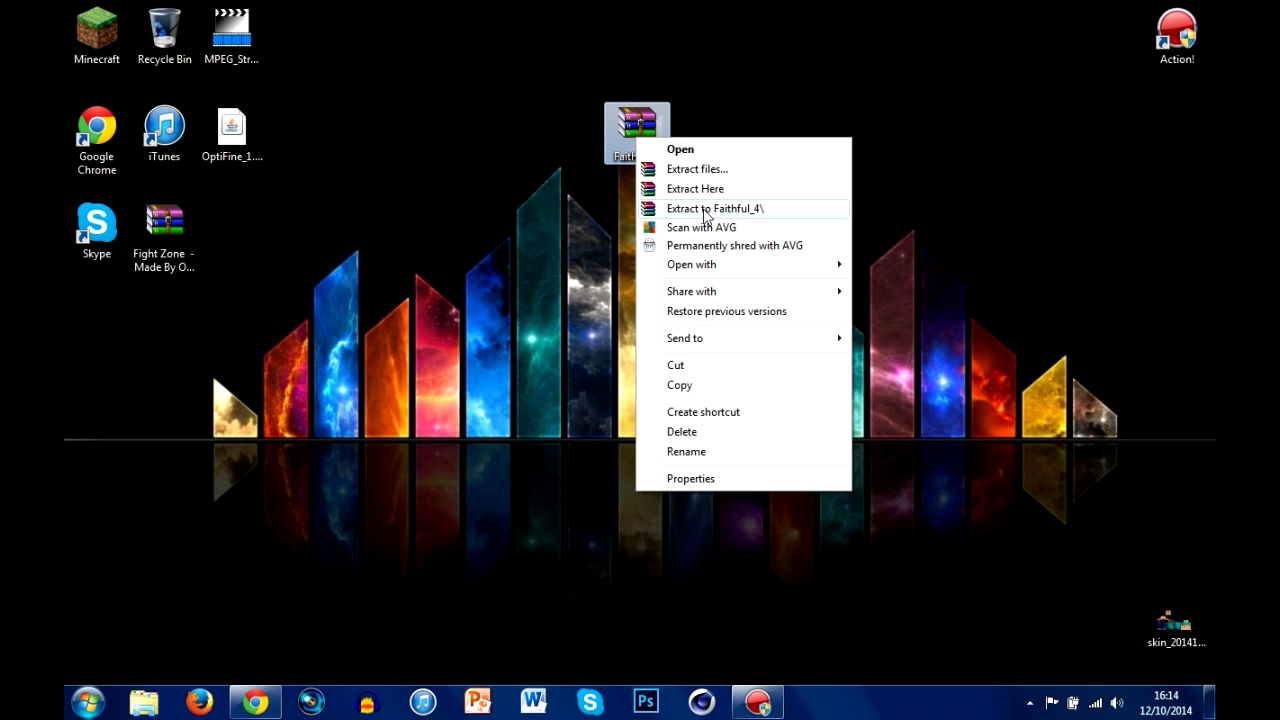 Minecraft
Recycle Bin
MPEG_Str...
Action!
Google
Chrome
iTunes
OptiFine_1....
Skype
Fight Zone -
Made By O...
Faith
Open
Extract files...
Extract Here
Extract to Faithful_4\
Scan with AVG
Permanently shred with AVG
Open with
Share with
Restore previous versions
Send to
Cut
Copy
Create shortcut
Delete
Rename
Properties
skin_20141...
16:14
12/10/2014